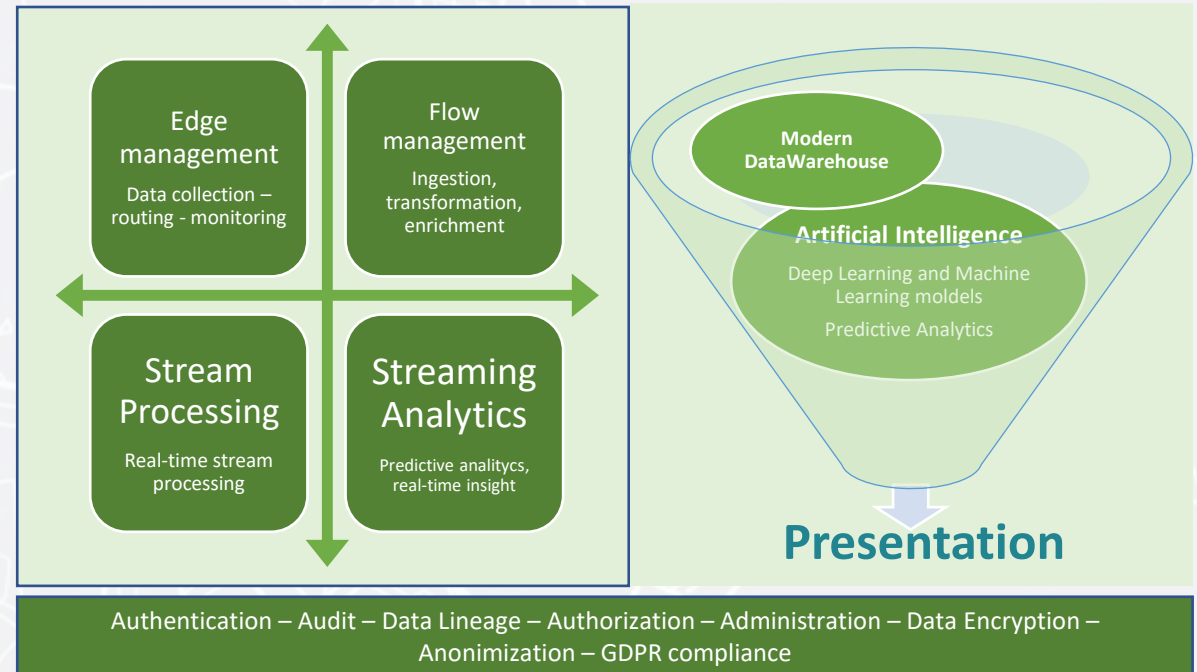 Edge
management
Data collection –
routing - monitoring
Flow
management
Ingestion,
transformation,
enrichment
Stream
Processing
Real-time stream
processing
Streaming
Analytics
Predictive analitycs,
real-time insight
Modern
DataWarehouse
Artificial Intelligence
Deep Learning and Machine
Learning moldels
Predictive Analytics
Presentation
Authentication – Audit – Data Lineage – Authorization – Administration – Data Encryption –
Anonimization – GDPR compliance